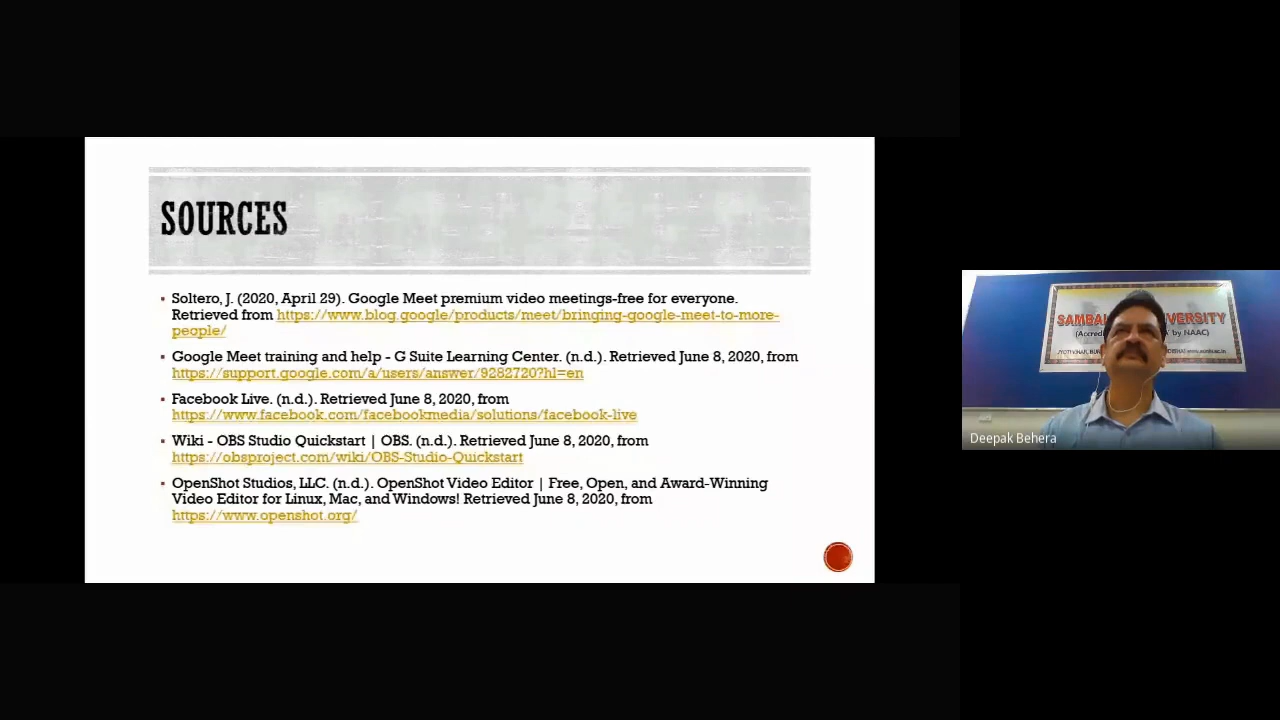 SOURCES
Soltero, J. (2020, April 29). Google Meet premium video meetings-free for everyone.
Retrieved from https://www.blog.google/products/meet/bringing-google-meet-to-more-
people/
Google Meet training and help - G Suite Learning Center. (n.d.). Retrieved June 8, 2020, from
https://support.google.com/a/users/answer/9282720?hl=en
Facebook Live. (n.d.). Retrieved June 8, 2020, from
https://www.facebook.com/facebookmedia/solutions/facebook-live
Wiki - OBS Studio Quickstart | OBS. (n.d.). Retrieved June 8, 2020, from
https://obsproject.com/wiki/OBS-Studio-Quickstart
OpenShot Studios, LLC. (n.d.). OpenShot Video Editor | Free, Open, and Award-Winning
Video Editor for Linux, Mac, and Windows! Retrieved June 8, 2020, from
https://www.openshot.org/
by NAAC)
Deepak Behera